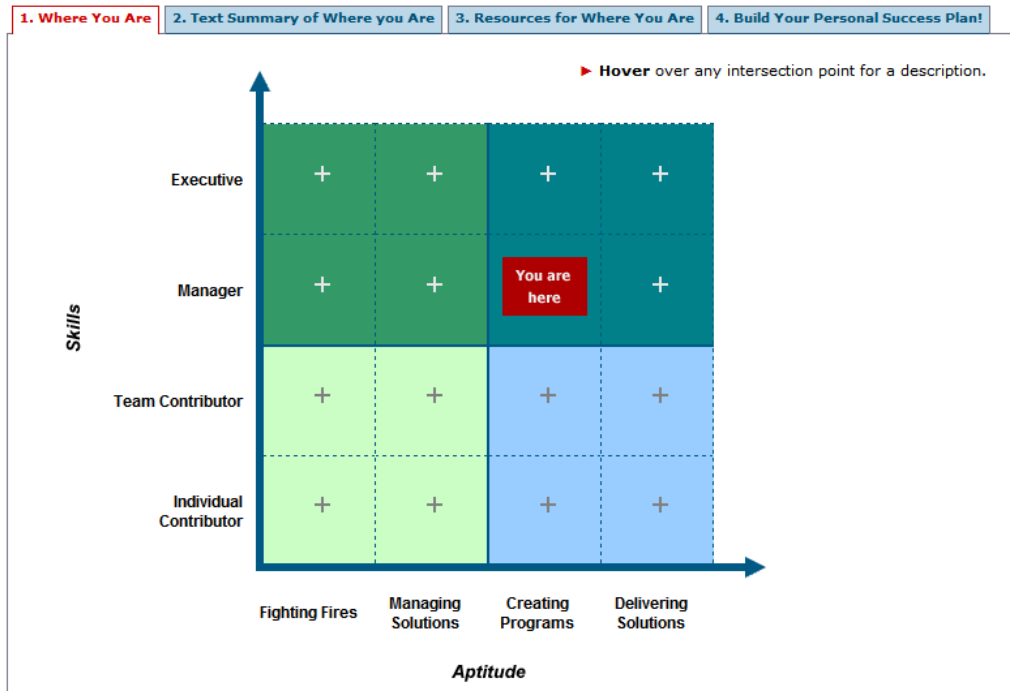 1. Where You Are
2. Text Summary of Where you Are
3. Resources for Where You Are
4. Build Your Personal Success Plan!
► Hover over any intersection point for a description.
Executive
Manager
You are
here
Skills
Team Contributor
Individual
Contributor
Fighting Fires
Managing
Solutions
Creating
Programs
Delivering
Solutions
Aptitude